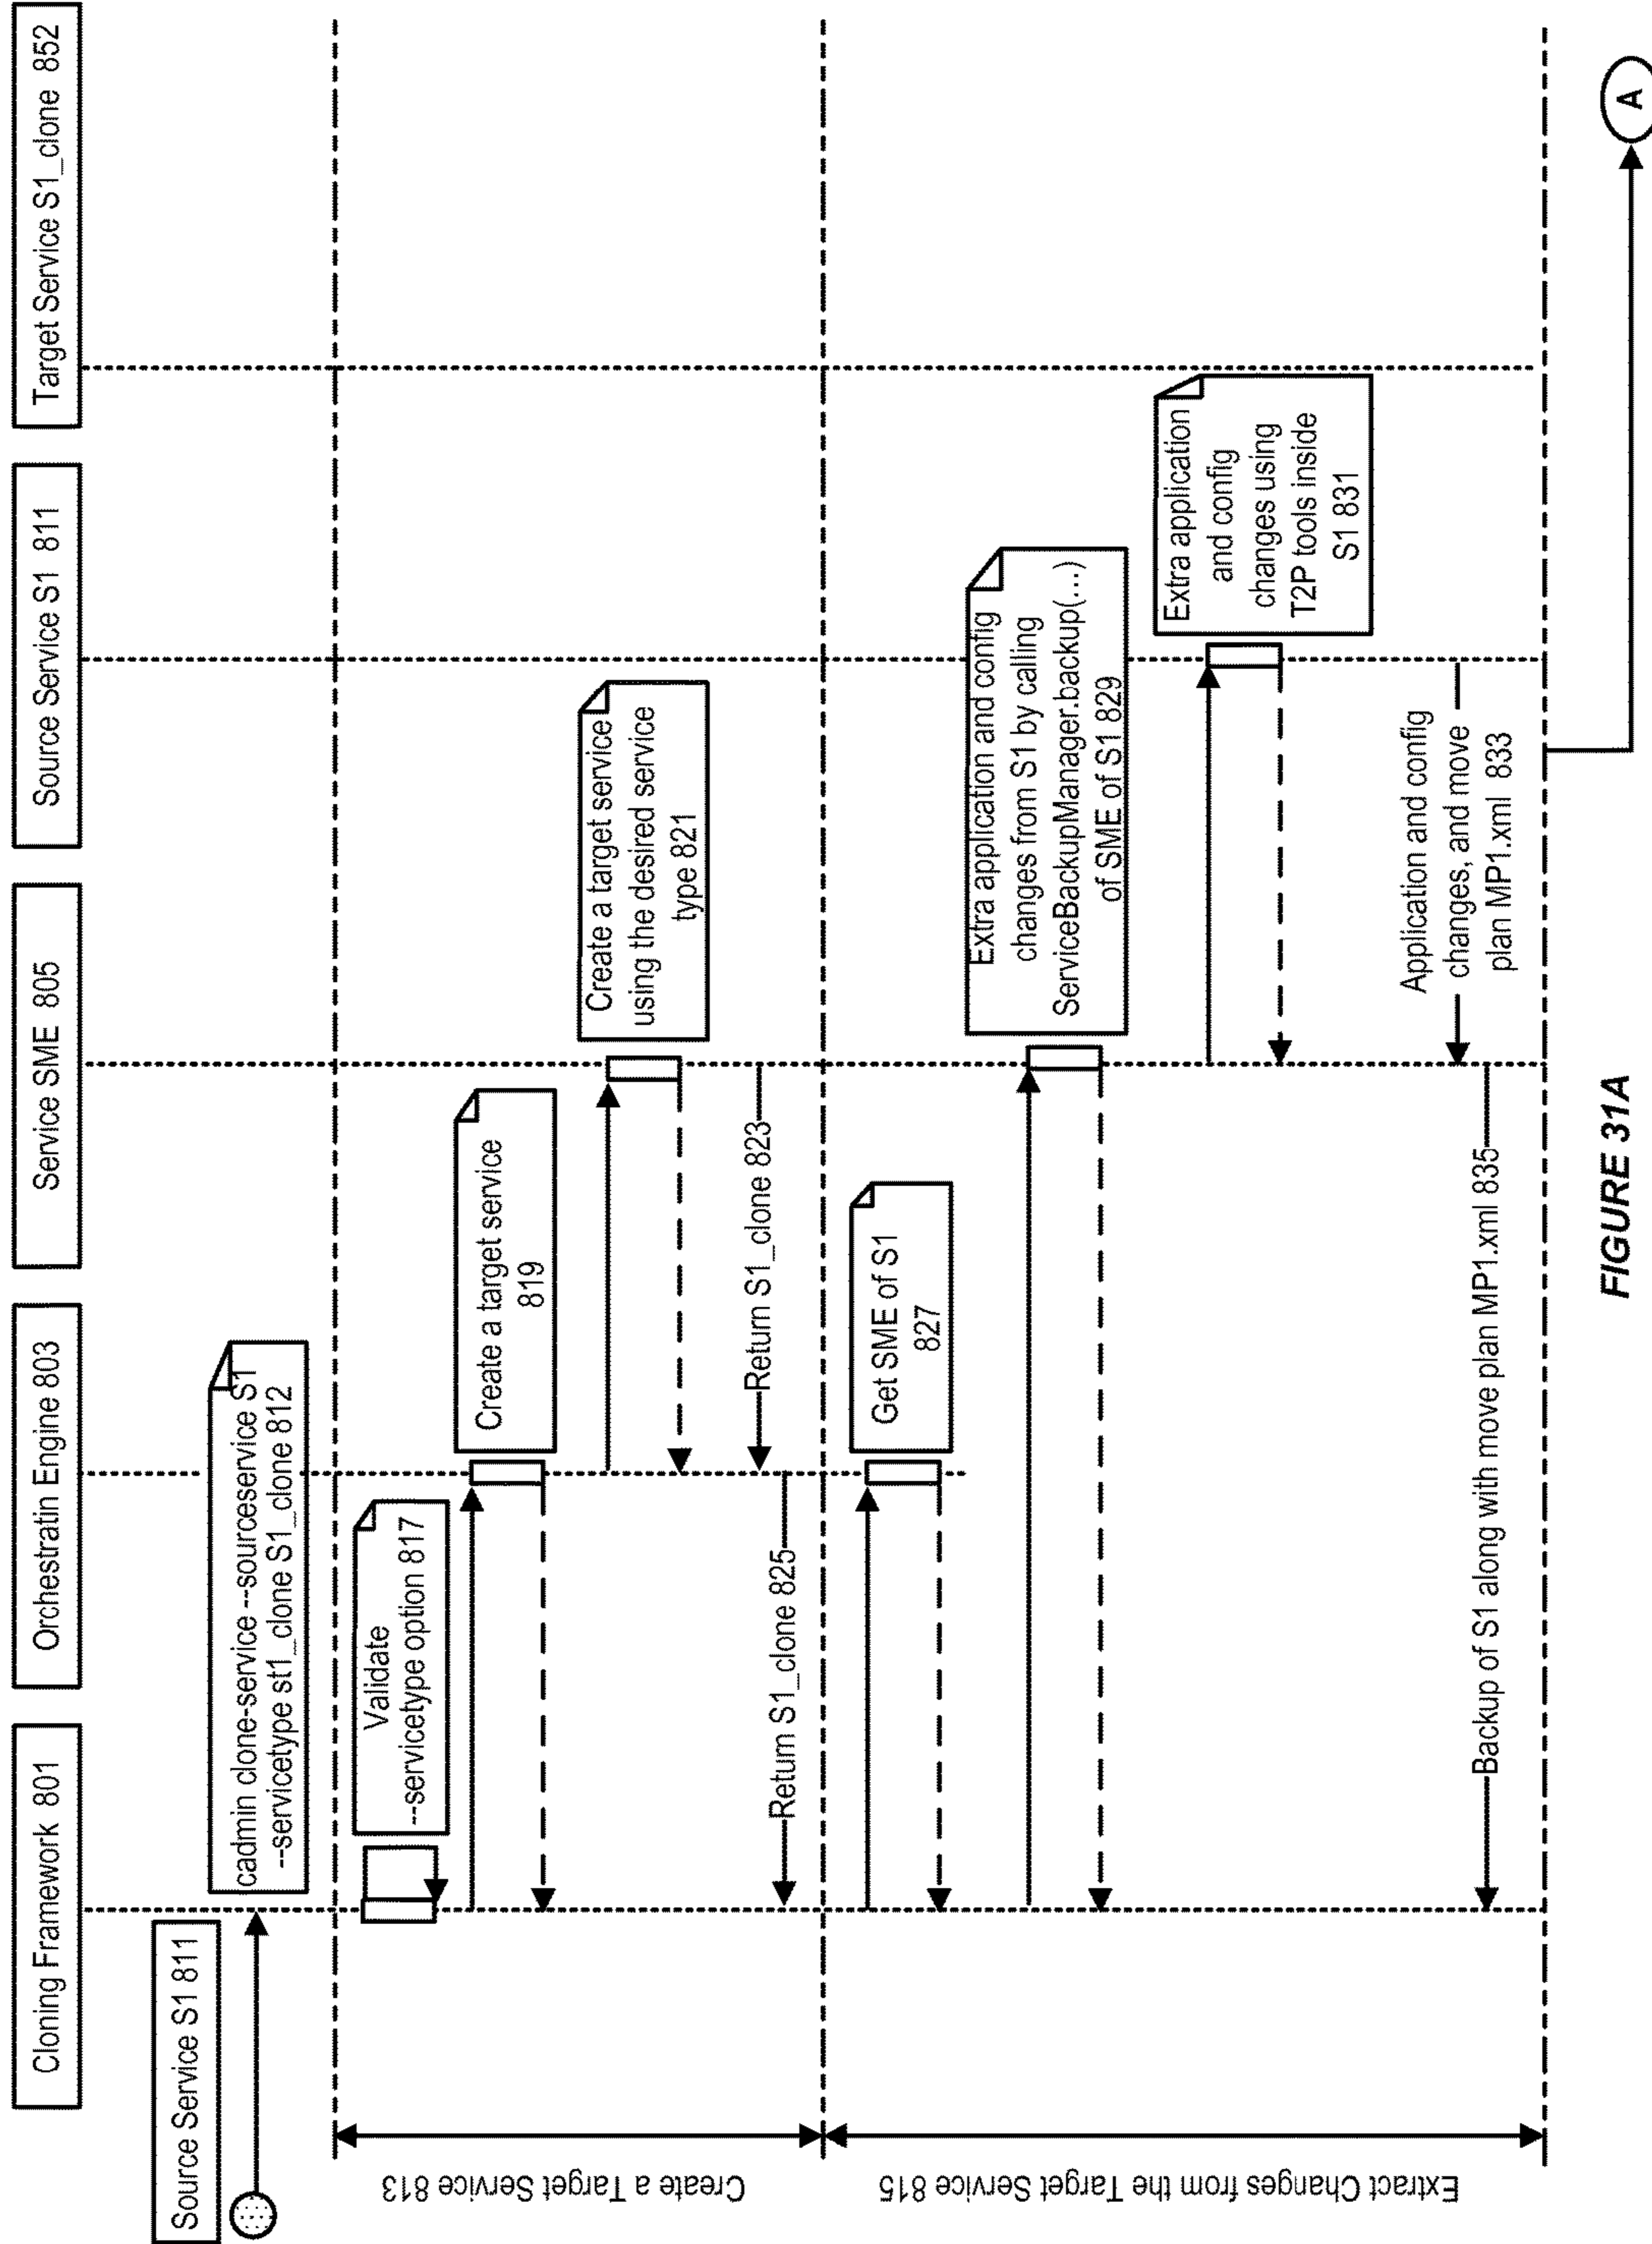 Cloning Framework 801
Orchestratin Engine 803
Service SME 805
Source Service S1 811
Target Service S1_clone 852
Source Service S1 811
cadmin clone-service --sourceservice S1
--servicetype st1_clone S1_clone 812
Create a Target Service 813
Validate
--servicetype option 817
Create a target service
819
Create a target service
using the desired service
type 821
Return S1_clone 823
Return S1_clone 825
Extract Changes from the Target Service 815
Get SME of S1
827
Extra application and config
changes from S1 by calling
ServiceBackupManager.backup(...)
of SME of S1 829
Extra application
and config
changes using
T2P tools inside
S1 831
Application and config
changes, and move
plan MP1.xml 833
Backup of S1 along with move plan MP1.xml 835
A
FIGURE 31A